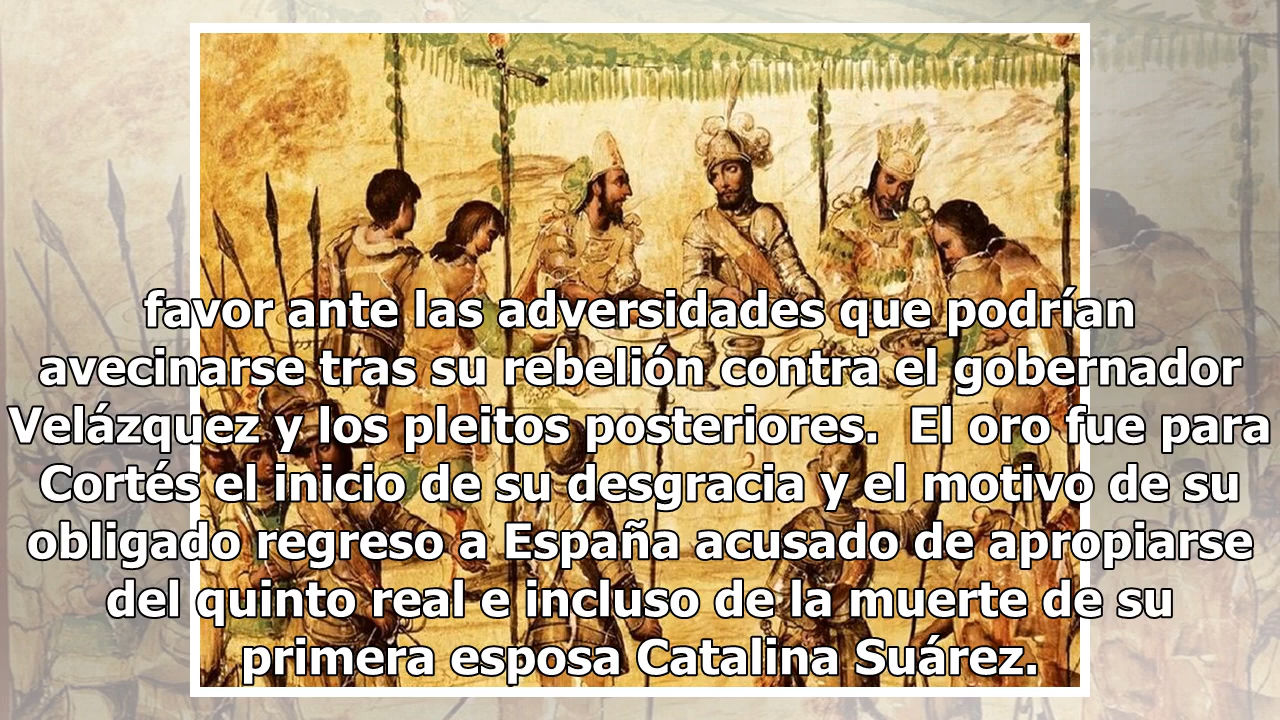 favor ante las adversidades que podrían
avecinarse tras su rebelión contra el gobernador
Velázquez y los pleitos posteriores.  El oro fue para
Cortés el inicio de su desgracia y el motivo de su
obligado regreso a España acusado de apropiarse
del quinto real e incluso de la muerte de su
primera esposa Catalina Suárez.